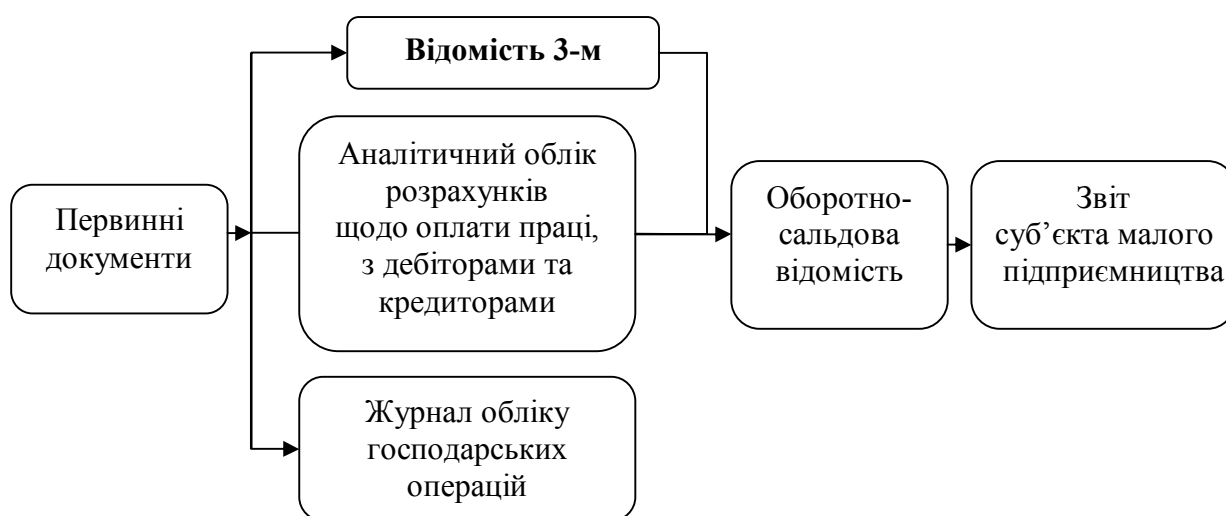 Первинні
документи
Відомість 3-м
Аналітичний облік
розрахунків
щодо оплати праці,
з дебіторами та
кредиторами
Журнал обліку
господарських
операцій
Оборотно-
сальдова
відомість
Звіт
суб’єкта малого
підприємництва